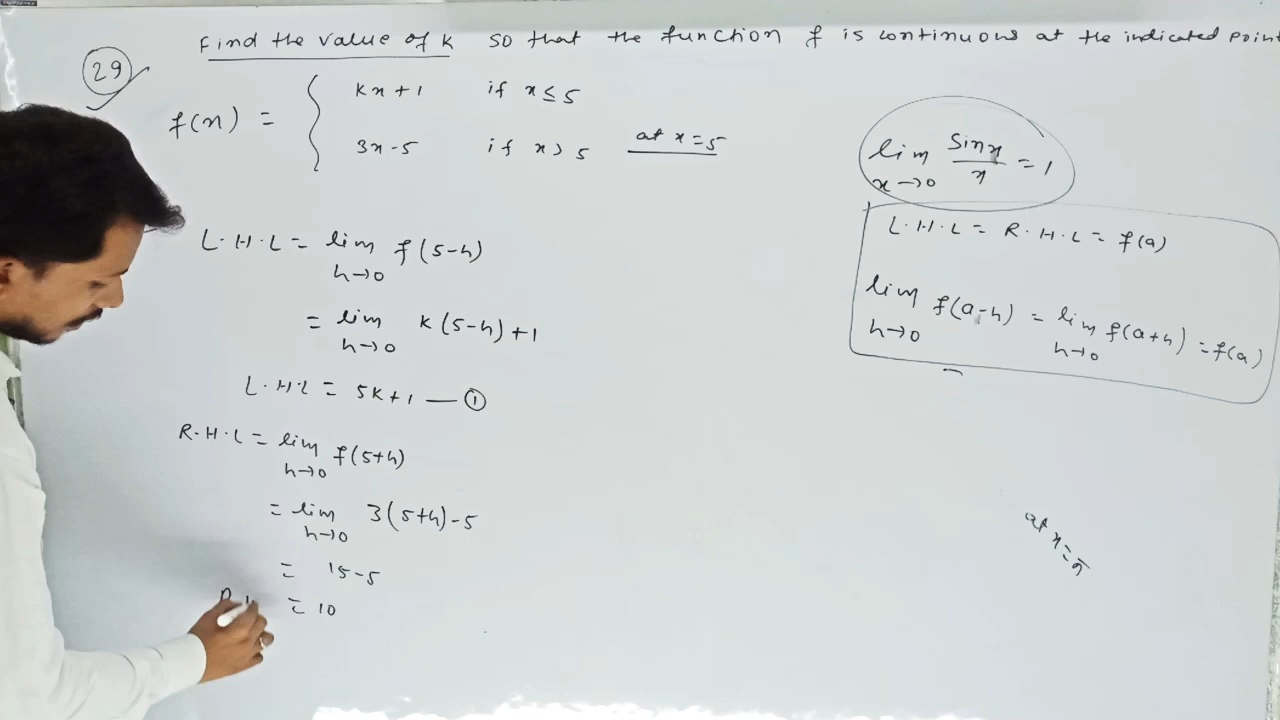 Find the value of k so that the function f is continuous at the indicated point
29
f(x) = { kx+1 if x ≤ 5
3x-5 if x > 5 at x=5
L.H.L = lim h→0 f(5-h)
= lim h→0 k(5-h)+1
L.H.L = 5k+1 — ①
R.H.L = lim h→0 f(5+h)
= lim h→0 3(5+h)-5
= 15-5
= 10
lim x→0 sinx/x = 1
L.H.L = R.H.L = f(a)
lim h→0 f(a-h) = lim h→0 f(a+h) = f(a)